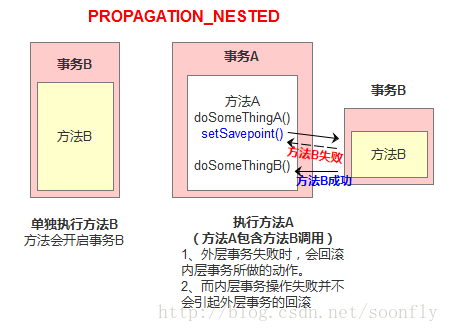 PROPAGATION_NESTED
事务B
方法B
单独执行方法B
方法会开启事务B
事务A
方法A
doSomeThingA()
setSavepoint()
doSomeThingB()
方法B失败
方法B成功
事务B
方法B
执行方法A
（方法A包含方法B调用）
1、外层事务失败时，会回滚
内层事务所做的动作。
2、而内层事务操作失败并不
会引起外层事务的回滚
http://blog.csdn.net/soonfly